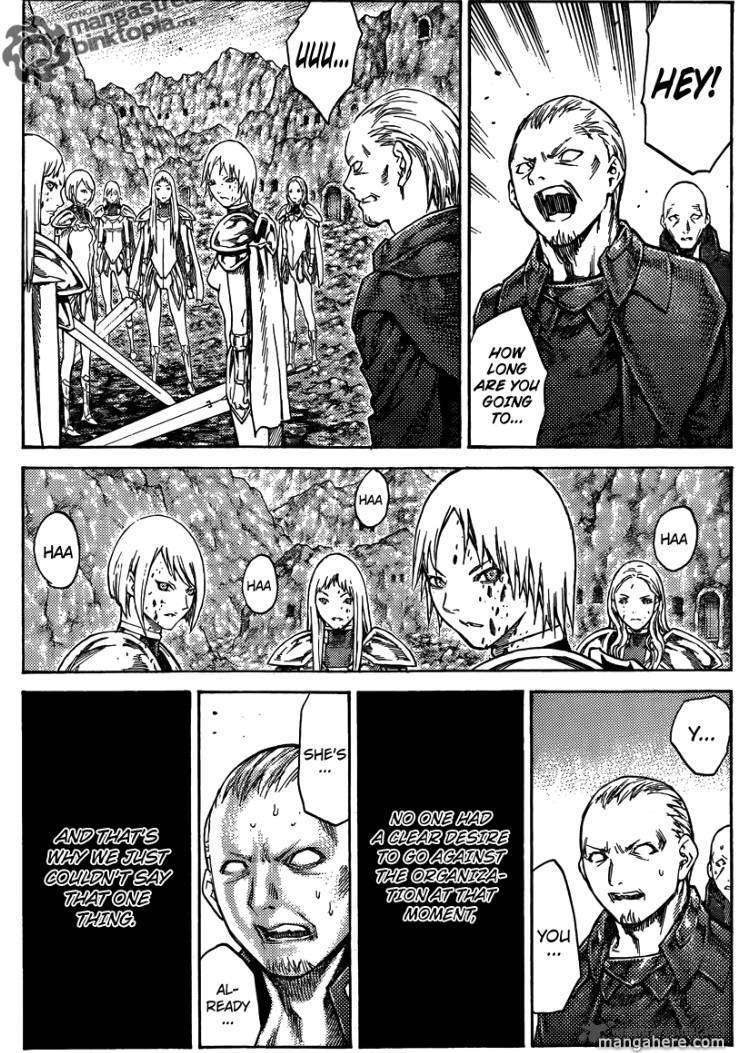 HEY!
HOW
LONG
ARE YOU
GOING
TO...
UUU...
HAA
HAA
HAA
HAA
Y...
YOU
...
NO ONE HAD
A CLEAR DESIRE
TO GO AGAINST
THE ORGANIZA-
TION AT THAT
MOMENT,
SHE'S
...
AL-
READY
...
AND THAT'S
WHY WE JUST
COULDN'T SAY
THAT ONE
THING.
mangastre
binktopia
mangahere.com